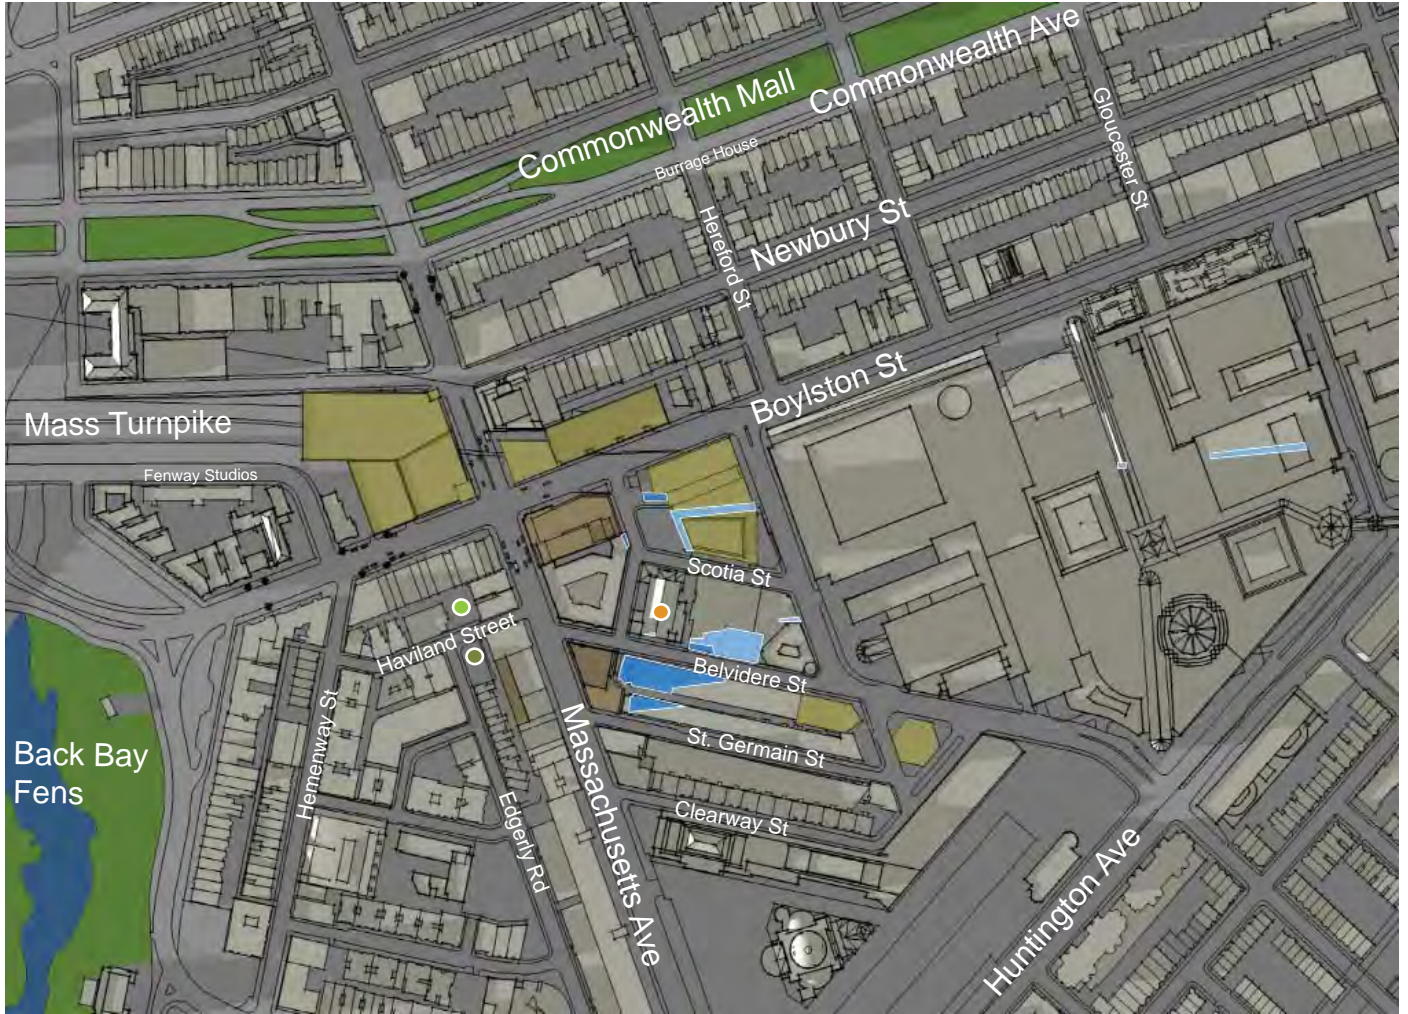 Commonwealth Ave
Commonwealth Mall
Gloucester St
Burrage House
Hereford St
Newbury St
Boylston St
Mass Turnpike
Fenway Studios
Scotia St
Haviland Street
Belvidere St
Hemenway St
Massachusetts Ave
St. Germain St
Back Bay
Fens
Edgerly Rd
Clearway St
Huntington Ave